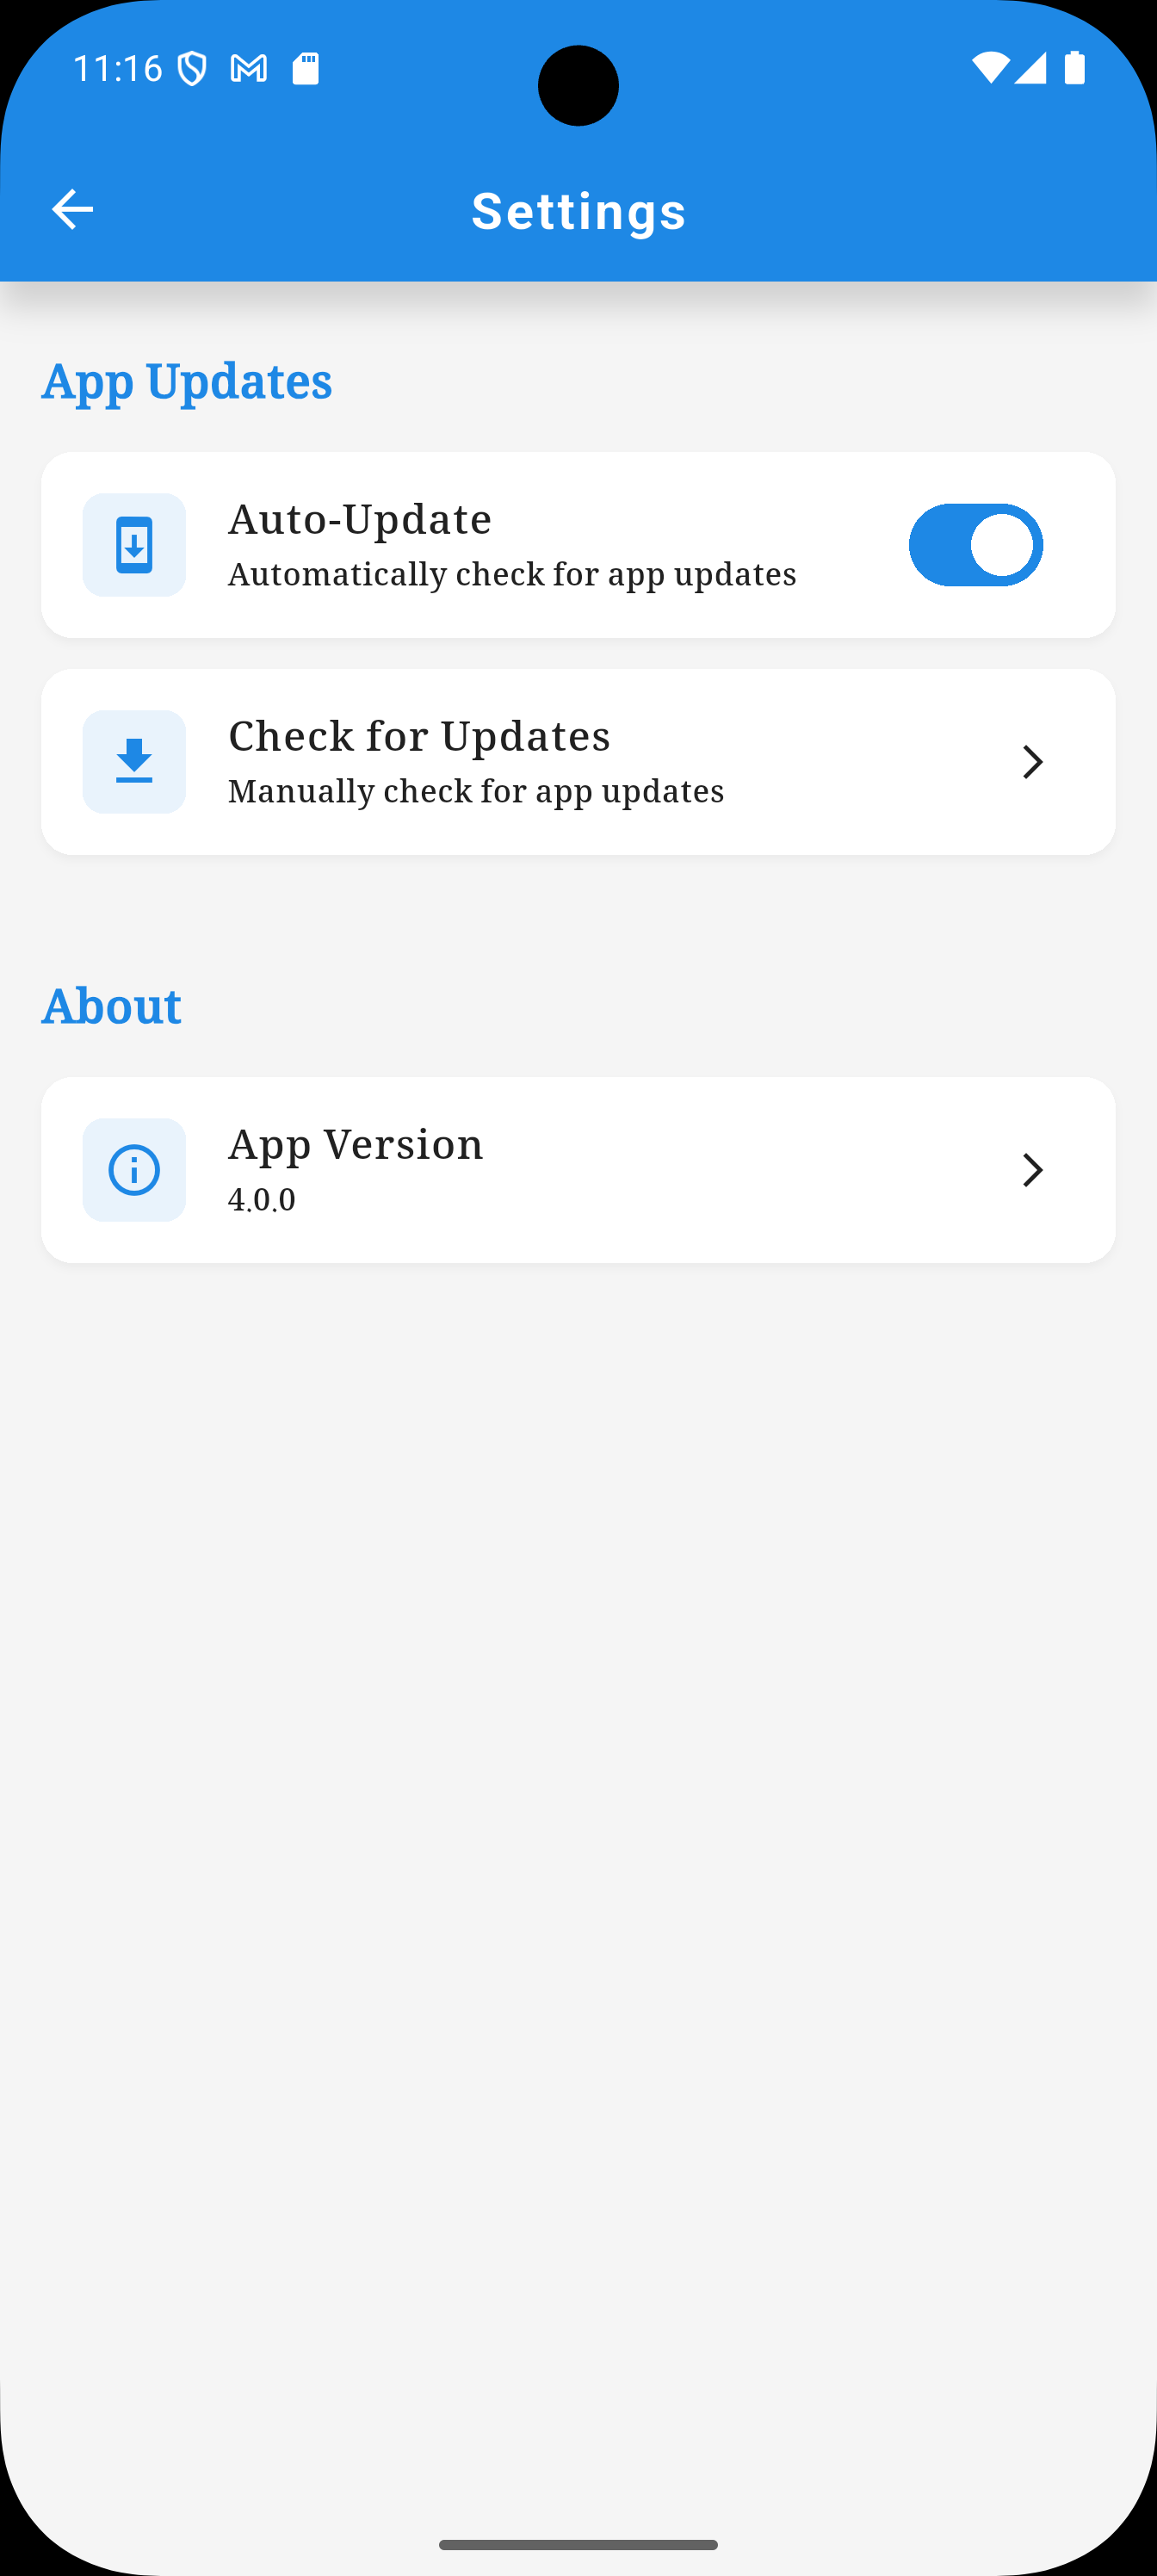 11:16
Settings
App Updates
Auto-Update
Automatically check for app updates
Check for Updates
Manually check for app updates
About
App Version
4.0.0